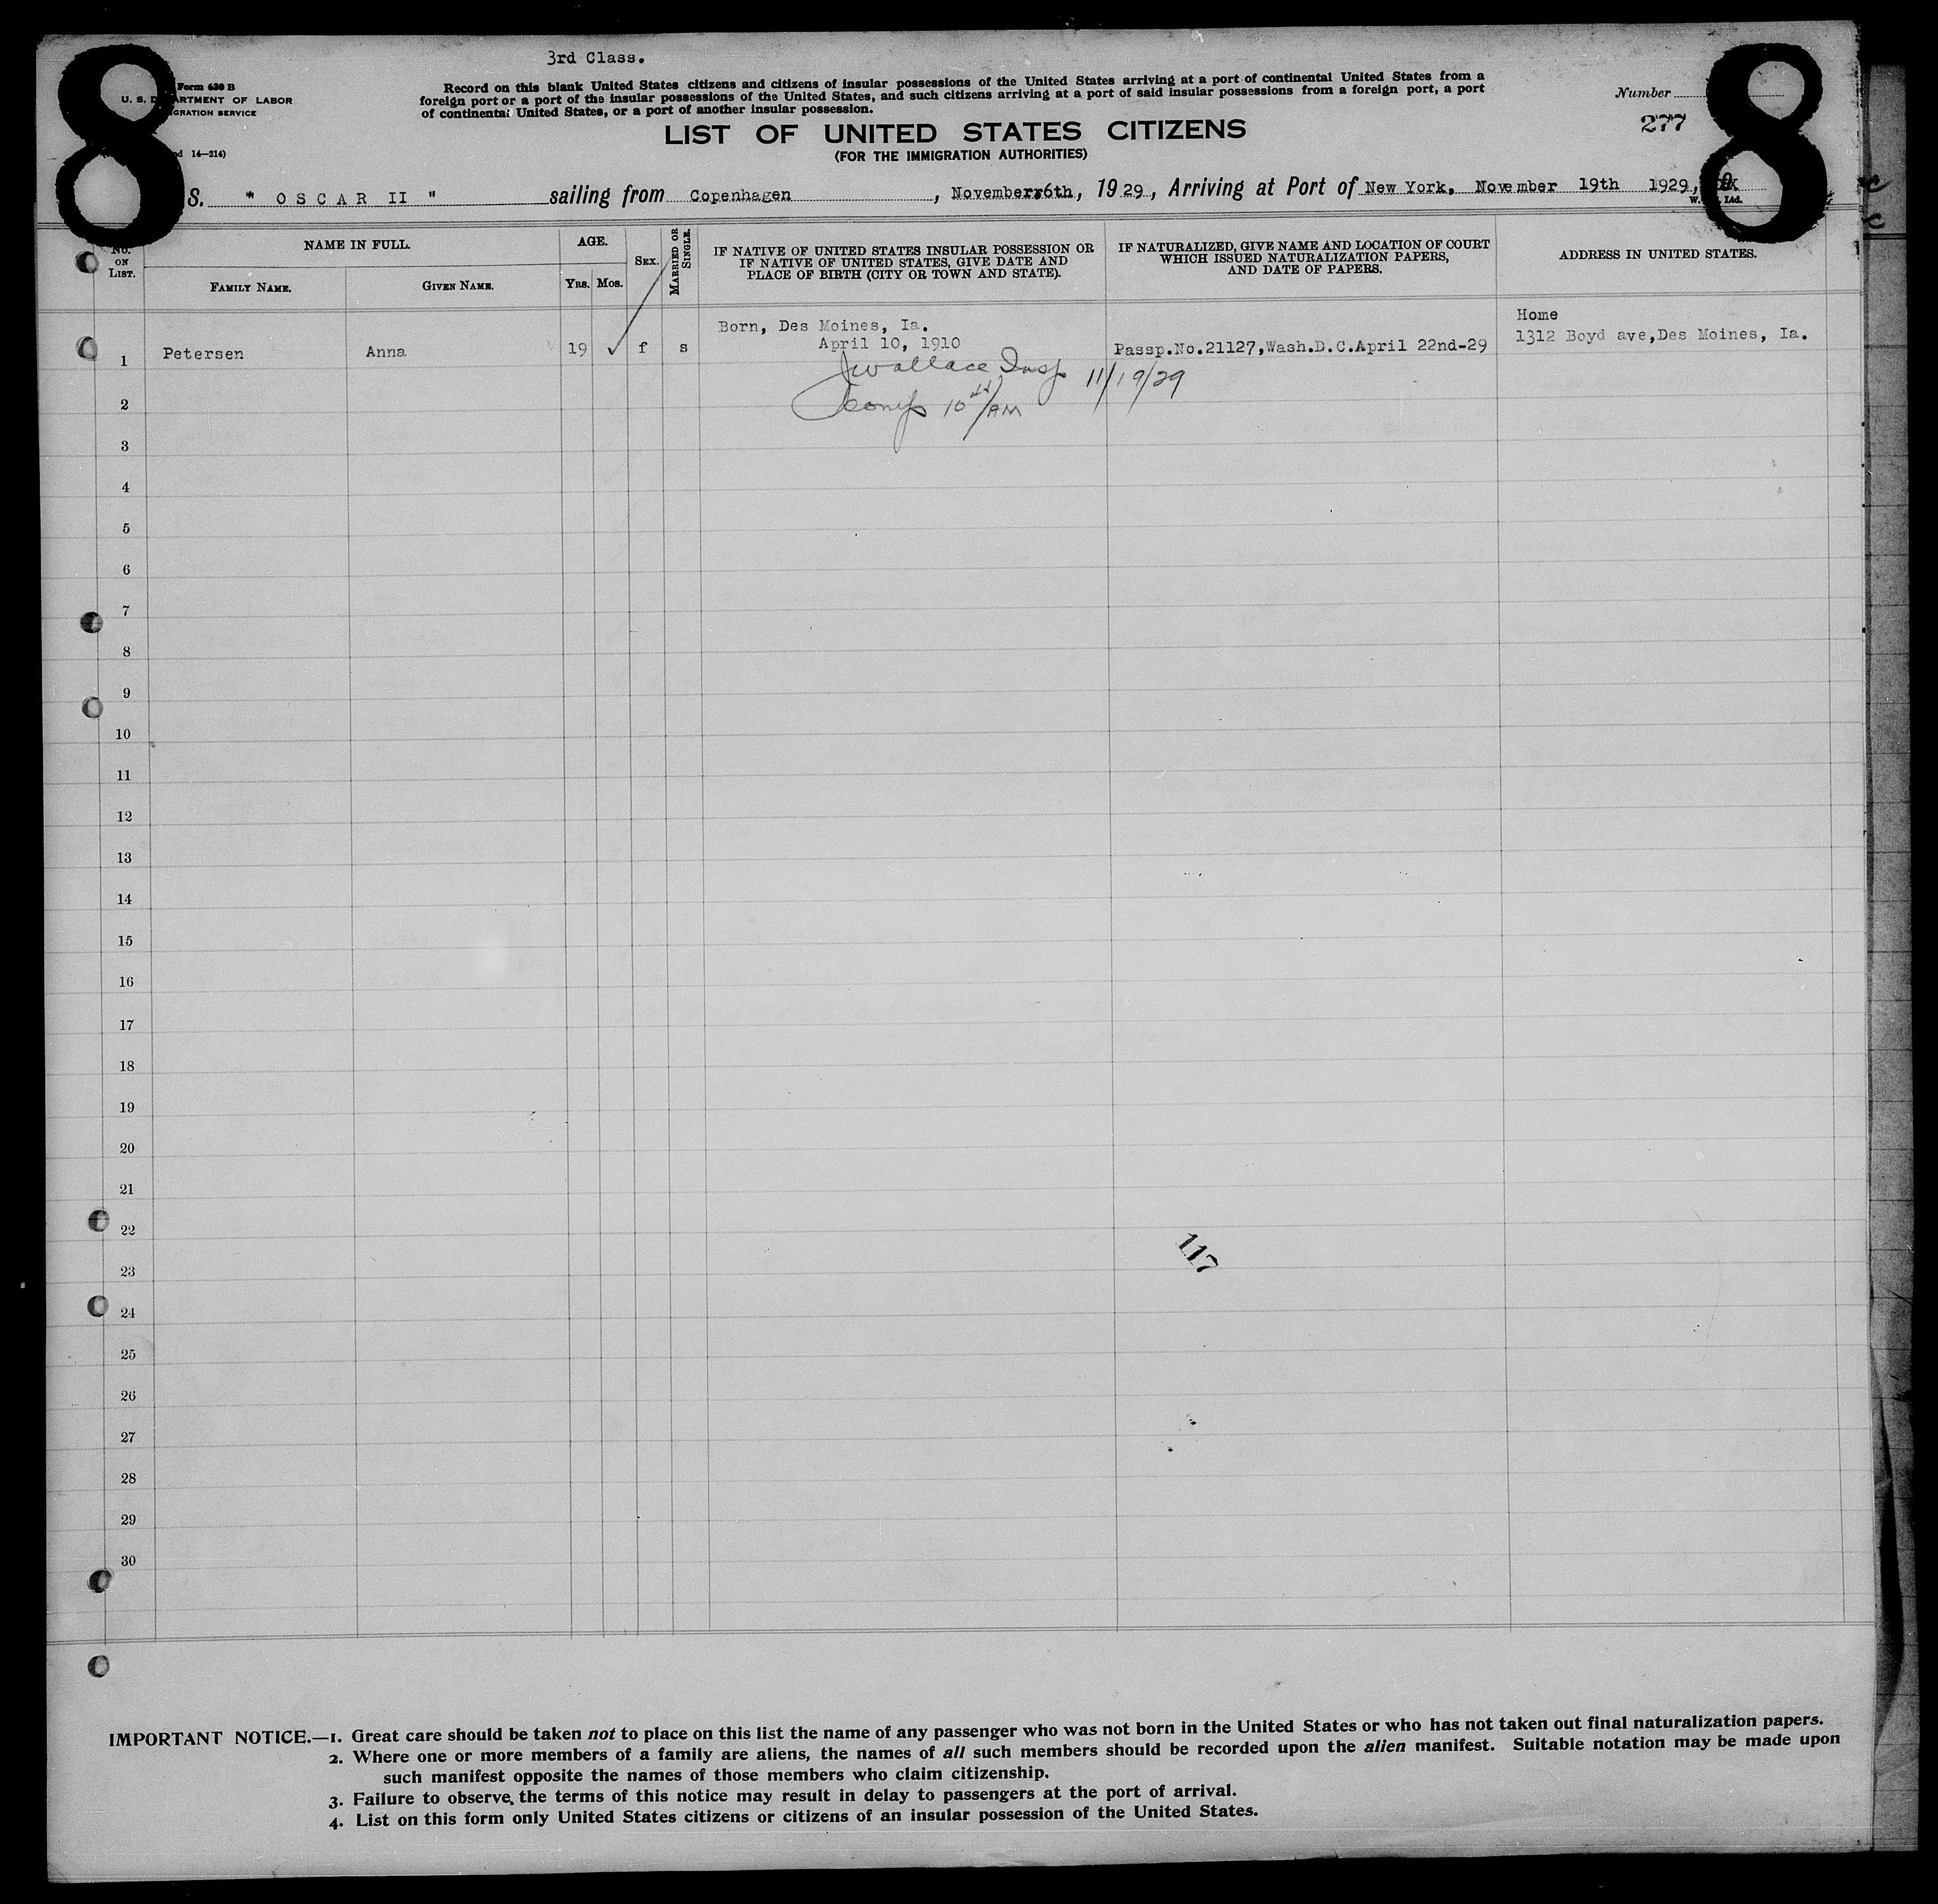 3rd Class.
8
8
Form 630 B
U. S. D ARTMENT OF LABOR
IGRATION SERVICE
14—214)
Record on this blank United States citizens and citizens of insular possessions of the United States arriving at a port of continental United States from a
foreign port or a port of the insular possessions of the United States, and such citizens arriving at a port of said insular possessions from a foreign port, a port
of continental United States, or a port of another insular possession.
Number
277
LIST OF UNITED STATES CITIZENS
(FOR THE IMMIGRATION AUTHORITIES)
S. " OSCAR II " sailing from Copenhagen, November 6th, 1929, Arriving at Port of New York, November 19th 1929,
No. ON LIST.
NAME IN FULL.
FAMILY NAME.
GIVEN NAME.
AGE.
YRS. MOS.
SEX.
MARRIED OR SINGLE.
IF NATIVE OF UNITED STATES INSULAR POSSESSION OR
IF NATIVE OF UNITED STATES, GIVE DATE AND
PLACE OF BIRTH (CITY OR TOWN AND STATE).
IF NATURALIZED, GIVE NAME AND LOCATION OF COURT
WHICH ISSUED NATURALIZATION PAPERS,
AND DATE OF PAPERS.
ADDRESS IN UNITED STATES.
1 Petersen Anna 19 ✓ f s
Born, Des Moines, Ia.
April 10, 1910
Passp.No.21127,Wash.D.C.April 22nd-29
Home
1312 Boyd ave,Des Moines, Ia.
J Wallace Insp 11/19/29
2
AM
3
4
5
6
7
8
9
10
11
12
13
14
15
16
17
18
19
20
21
22
117
23
24
25
26
27
28
29
30
IMPORTANT NOTICE.—1. Great care should be taken not to place on this list the name of any passenger who was not born in the United States or who has not taken out final naturalization papers.
2. Where one or more members of a family are aliens, the names of all such members should be recorded upon the alien manifest. Suitable notation may be made upon
such manifest opposite the names of those members who claim citizenship.
3. Failure to observe the terms of this notice may result in delay to passengers at the port of arrival.
4. List on this form only United States citizens or citizens of an insular possession of the United States.